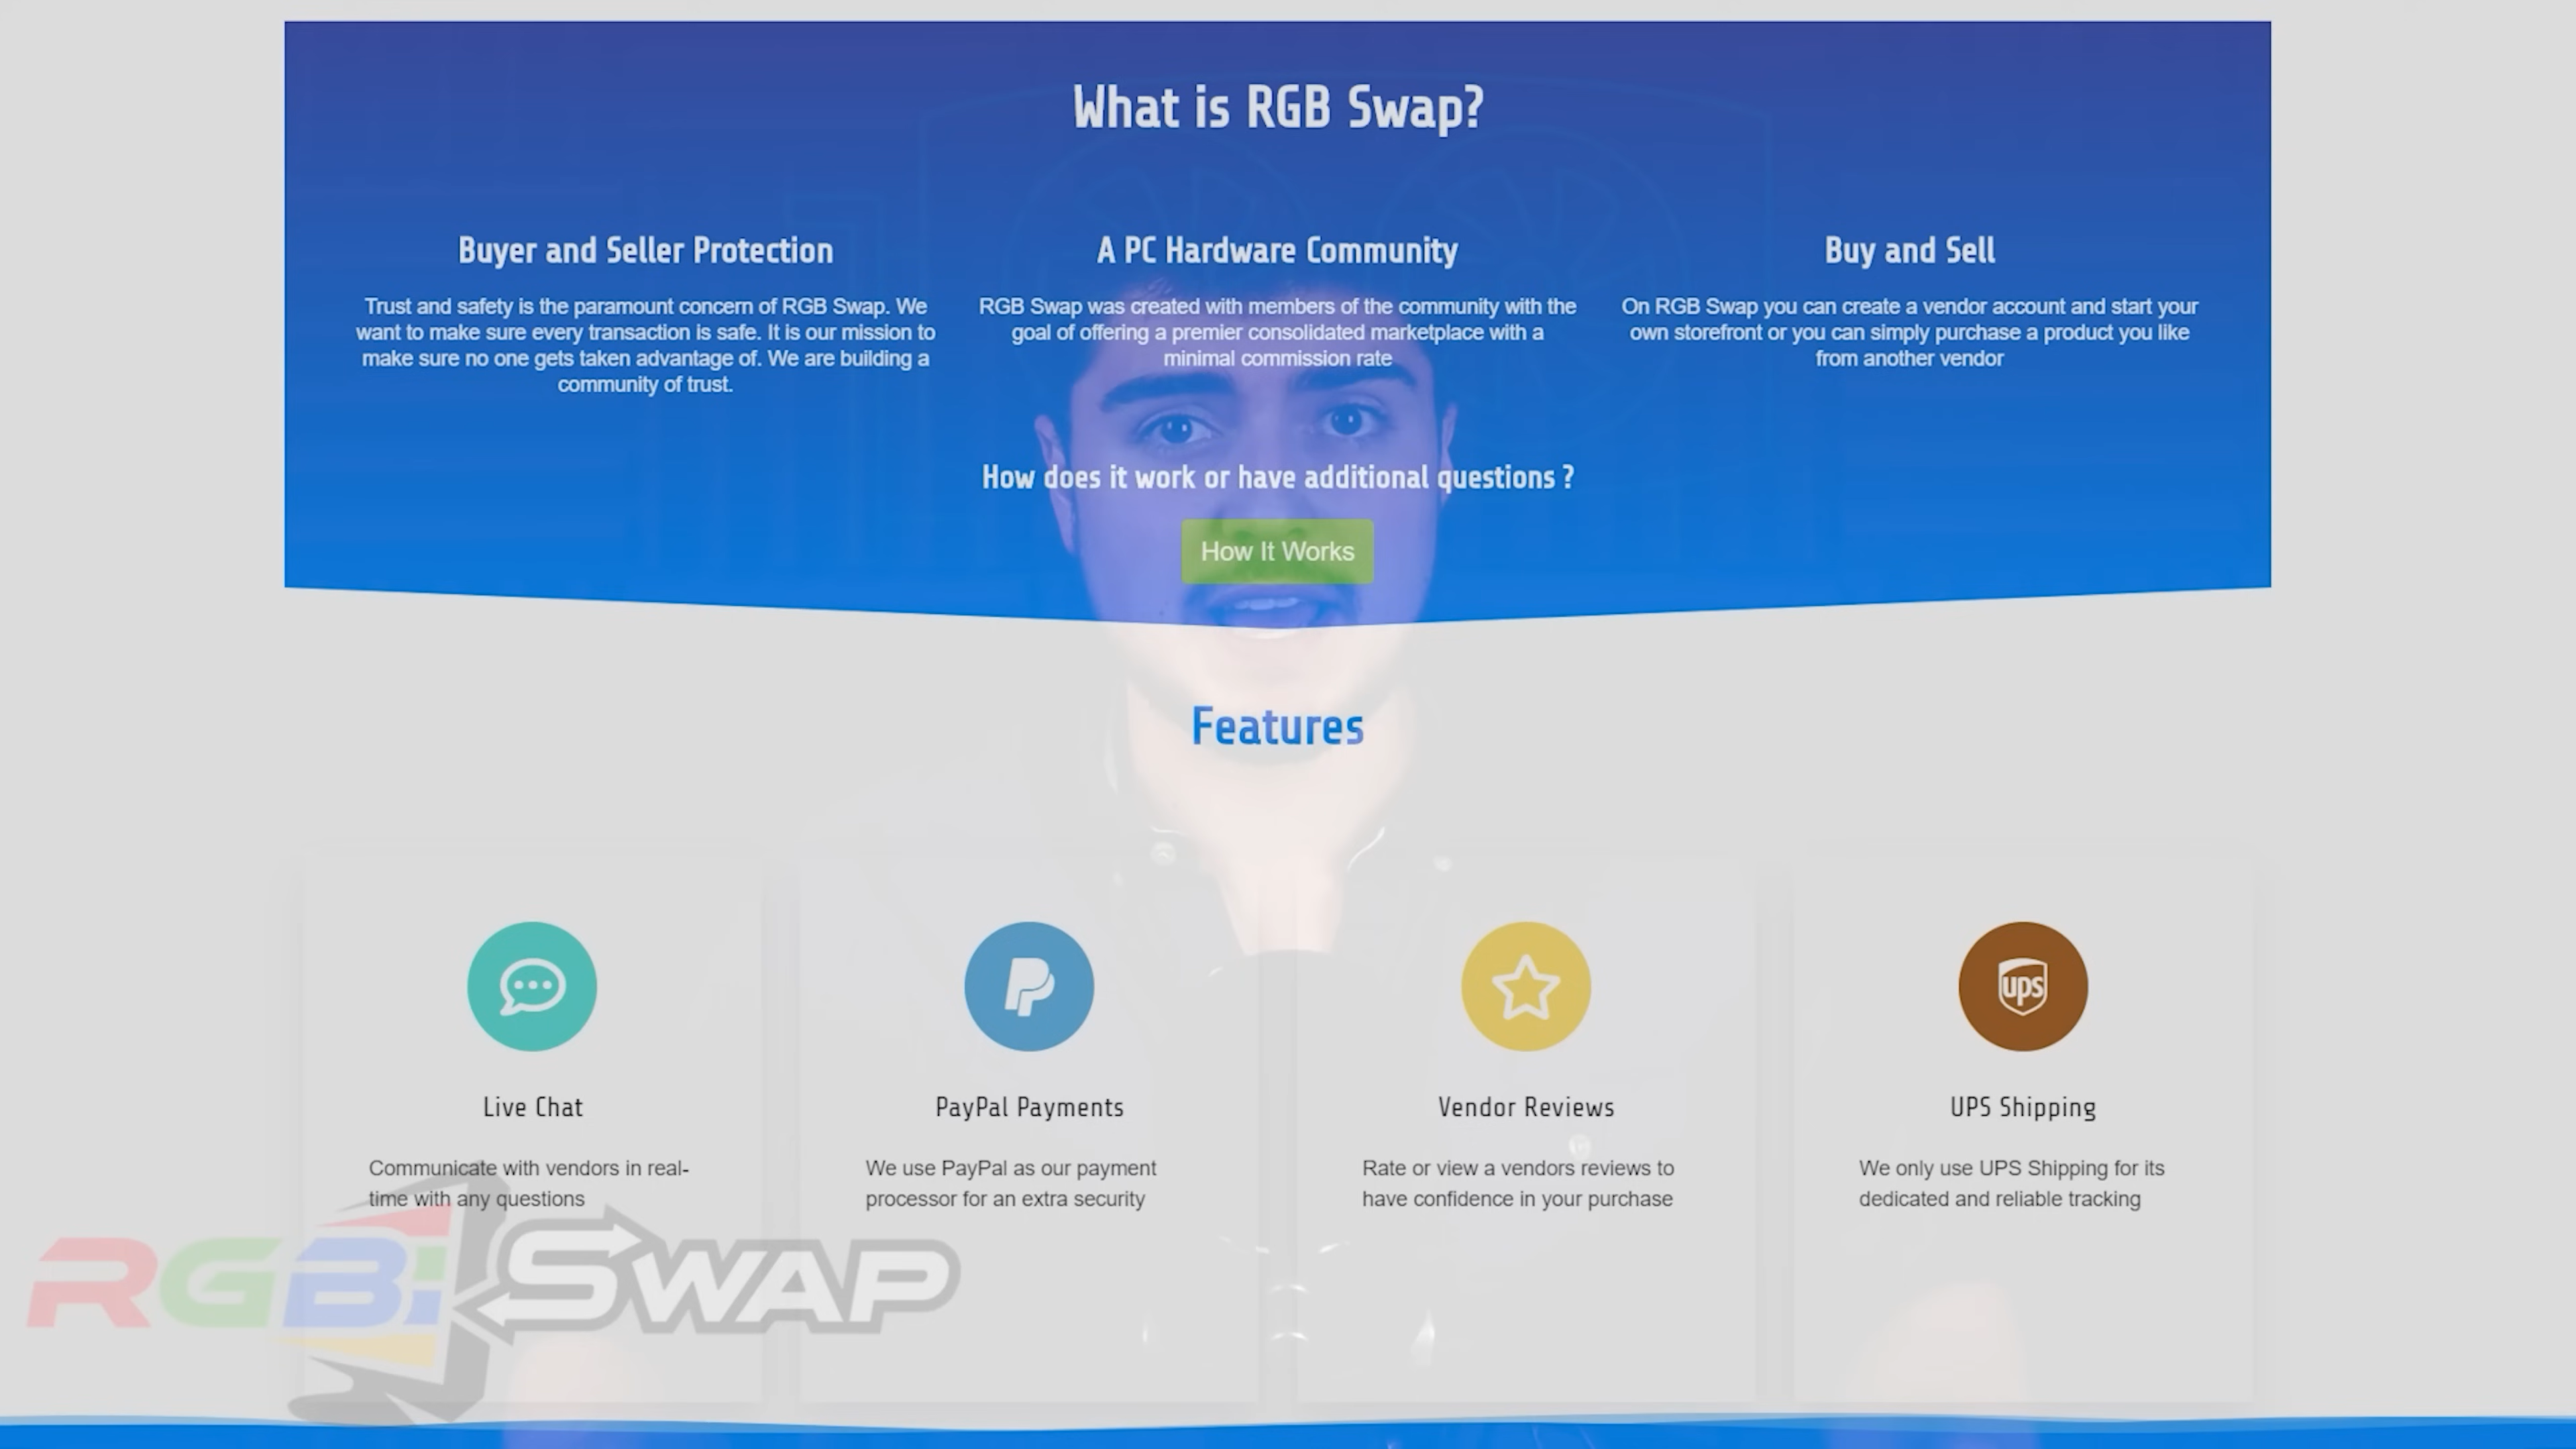 What is RGB Swap?
Buyer and Seller Protection
Trust and safety is the paramount concern of RGB Swap. We
want to make sure every transaction is safe. It is our mission to
make sure no one gets taken advantage of. We are building a
community of trust.
A PC Hardware Community
RGB Swap was created with members of the community with the
goal of offering a premier consolidated marketplace with a
minimal commission rate
Buy and Sell
On RGB Swap you can create a vendor account and start your
own storefront or you can simply purchase a product you like
from another vendor
How does it work or have additional questions ?
How It Works
Features
Live Chat
Communicate with vendors in real-
time with any questions
PayPal Payments
We use PayPal as our payment
processor for an extra security
Vendor Reviews
Rate or view a vendors reviews to
have confidence in your purchase
ups
UPS Shipping
We only use UPS Shipping for its
dedicated and reliable tracking
RGB SWAP